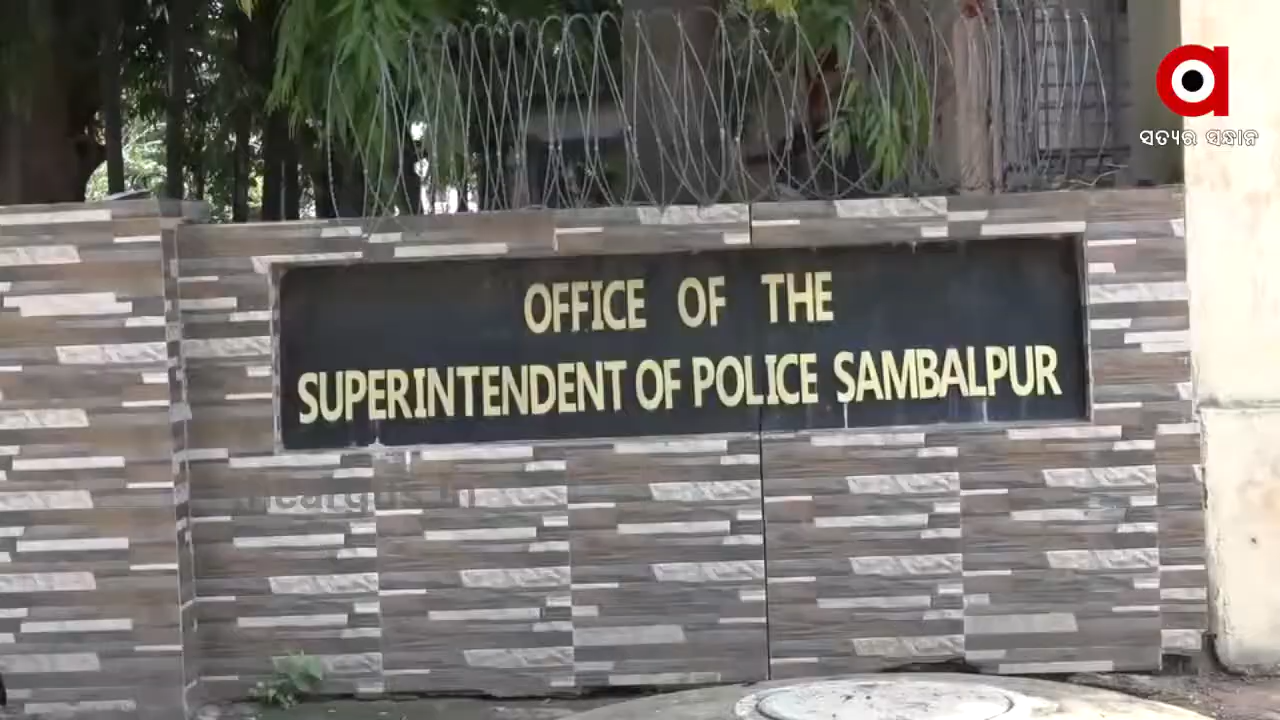 ସତ୍ୟର ସନ୍ଧାନ
OFFICE OF THE
SUPERINTENDENT OF POLICE SAMBALPUR